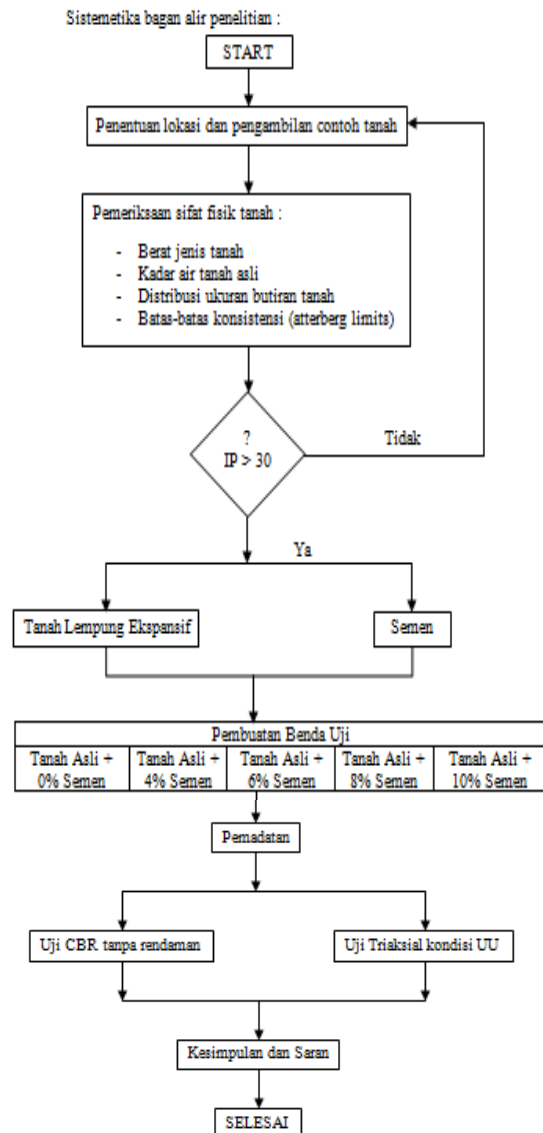 Sistemetika bagan alir penelitian :
START
Penentuan lokasi dan pengambilan contoh tanah
Pemeriksaan sifat fisik tanah :
- Berat jenis tanah
- Kadar air tanah asli
- Distribusi ukuran butiran tanah
- Batas-batas konsistensi (atterberg limits)
?
IP > 30
Tidak
Ya
Tanah Lempung Ekspansif
Semen
Pembuatan Benda Uji
Tanah Asli +
0% Semen
Tanah Asli +
4% Semen
Tanah Asli +
6% Semen
Tanah Asli +
8% Semen
Tanah Asli +
10% Semen
Pemadatan
Uji CBR tanpa rendaman
Uji Triaksial kondisi UU
Kesimpulan dan Saran
SELESAI